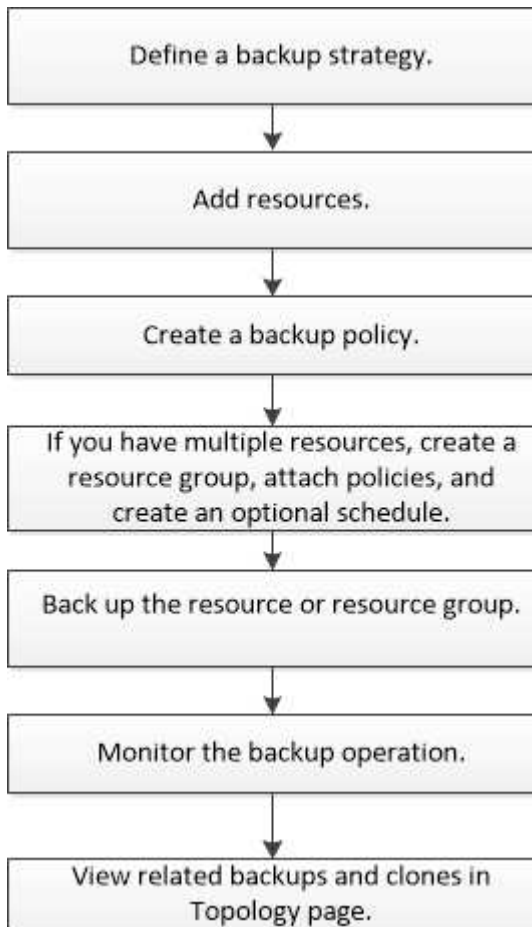 Define a backup strategy.
Add resources.
Create a backup policy.
If you have multiple resources, create a
resource group, attach policies, and
create an optional schedule.
Back up the resource or resource group.
Monitor the backup operation.
View related backups and clones in
Topology page.